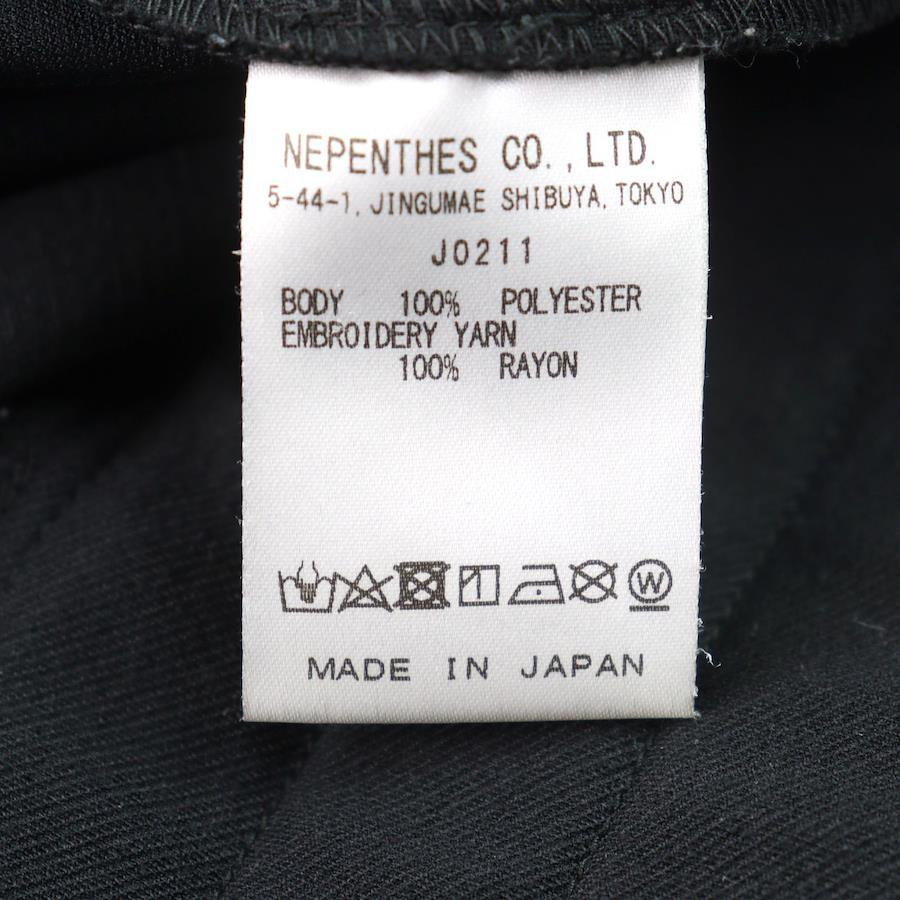 NEPENTHES CO.,LTD.
5-44-1, JINGUMAE SHIBUYA, TOKYO
J0211
BODY 100% POLYESTER
EMBROIDERY YARN
100% RAYON
W
MADE IN JAPAN